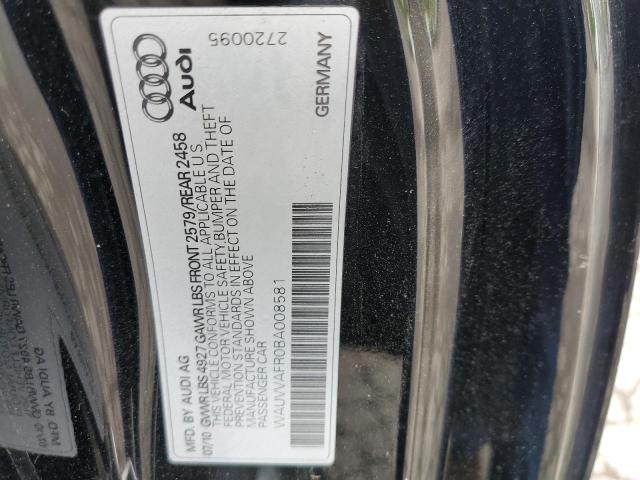 MFD. BY AUDI AG
07/10 GVWR LBS 4927 GAWR LBS FRONT 2579/REAR 2458
THIS VEHICLE CONFORMS TO ALL APPLICABLE U.S.
FEDERAL MOTOR VEHICLE SAFETY, BUMPER AND THEFT
PREVENTION STANDARDS IN EFFECT ON THE DATE OF
MANUFACTURE SHOWN ABOVE
PASSENGER CAR
WAUVVAFR0BA008581
Audi
2720095
GERMANY